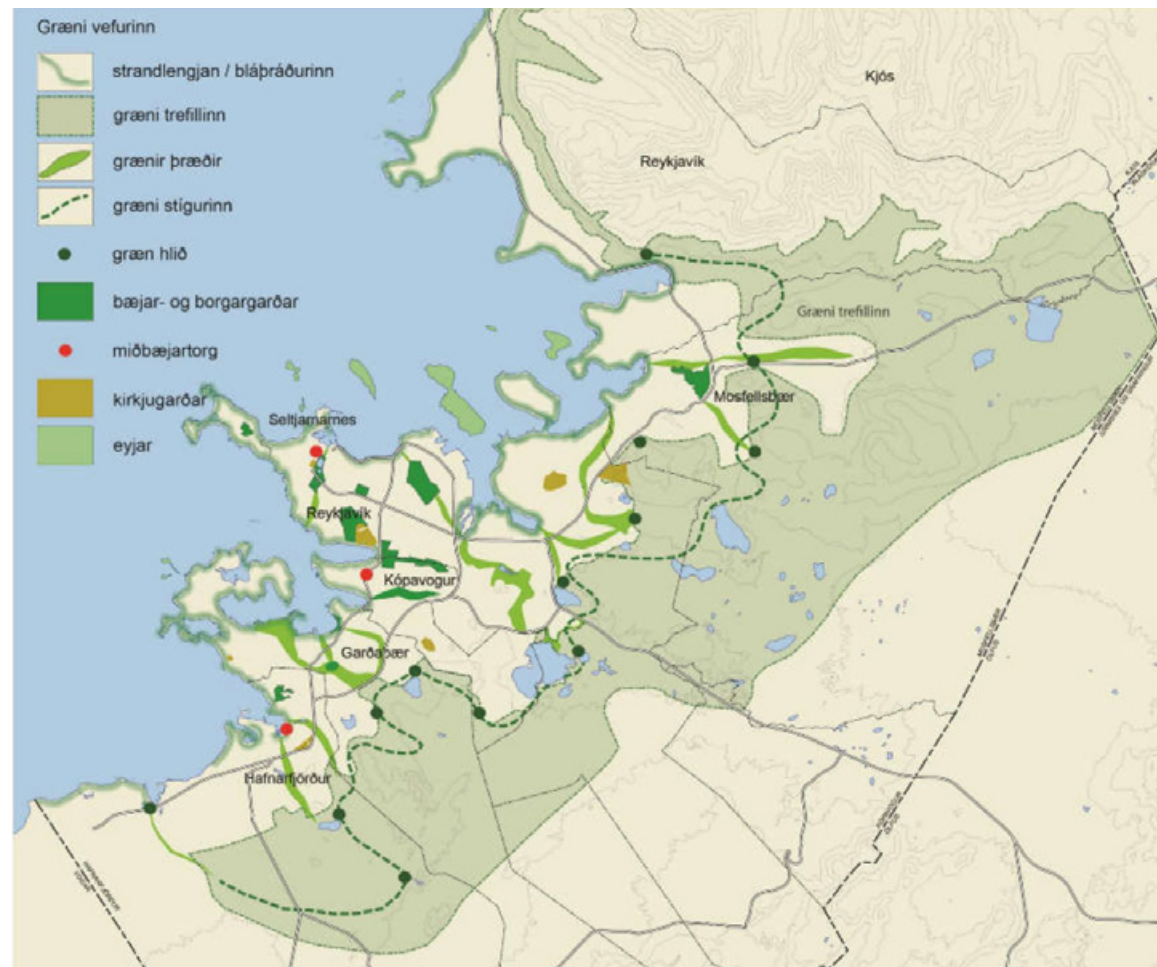 Græni vefurinn
strandlengjan / bláþráðurinn
græni trefillinn
grænir þræðir
græni stígurinn
græn hlið
bæjar- og borgargarðar
miðbæjartorg
kirkjugarðar
eyjar
Kjós
Reykjavík
Græni trefillinn
Mosfellsbær
Seltjarnarnes
Reykjavík
Kópavogur
Garðabær
Hafnarfjörður